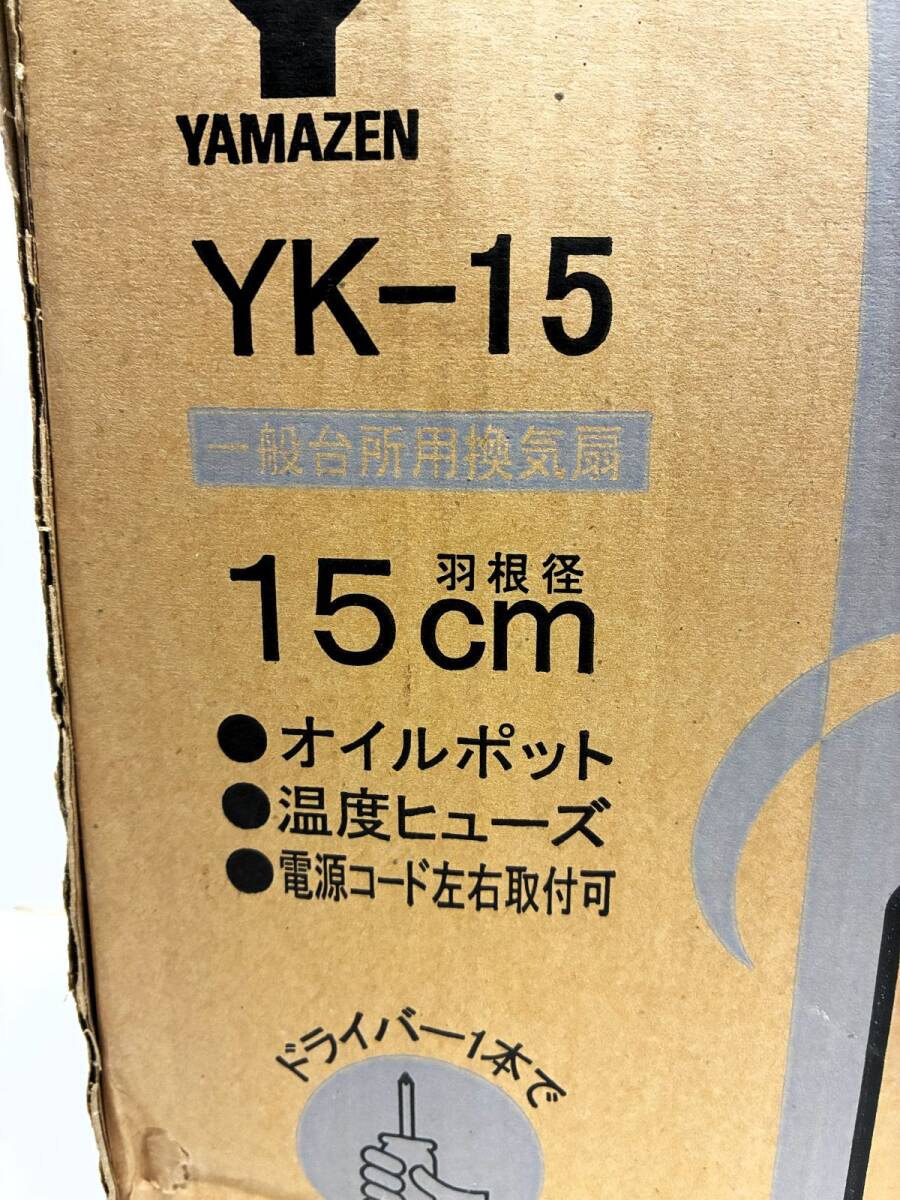 YAMAZEN
YK-15
一般台所用換気扇
羽根径
15cm
●オイルポット
●温度ヒューズ
●電源コード左右取付可
ドライバー1本で